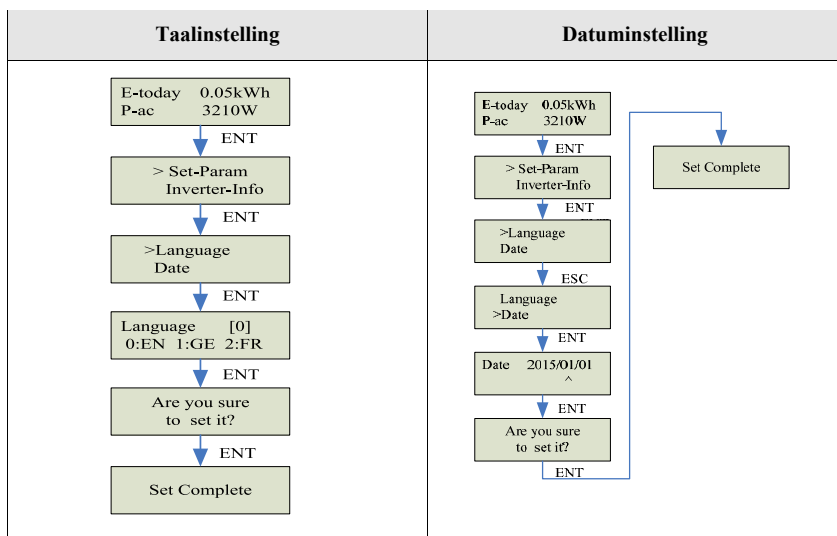 Taalinstelling
E-today 0.05kWh
P-ac 3210W
ENT
> Set-Param
Inverter-Info
ENT
>Language
Date
ENT
Language [0]
0:EN 1:GE 2:FR
ENT
Are you sure
to set it?
ENT
Set Complete
Datuminstelling
E-today 0.05kWh
P-ac 3210W
ENT
> Set-Param
Inverter-Info
ENT
>Language
Date
ESC
Language
>Date
ENT
Date 2015/01/01
^
ENT
Are you sure
to set it?
ENT
Set Complete